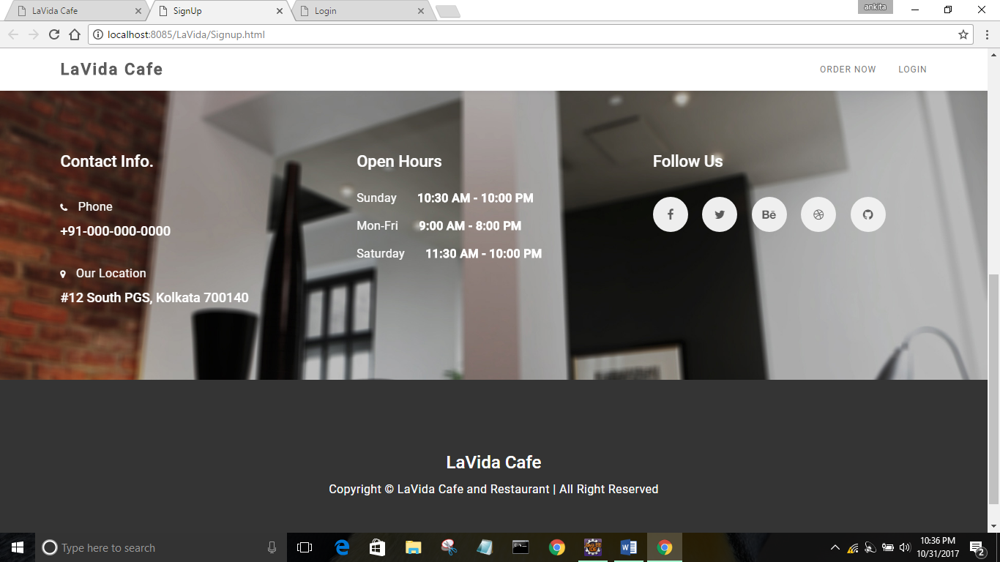 LaVida Cafe
SignUp
Login
ankita
localhost:8085/LaVida/Signup.html
LaVida Cafe
ORDER NOW
LOGIN
Contact Info.
Phone
+91-000-000-0000
Our Location
#12 South PGS, Kolkata 700140
Open Hours
Sunday 10:30 AM - 10:00 PM
Mon-Fri 9:00 AM - 8:00 PM
Saturday 11:30 AM - 10:00 PM
Follow Us
Bē
LaVida Cafe
Copyright © LaVida Cafe and Restaurant | All Right Reserved
Type here to search
10:36 PM
10/31/2017
2